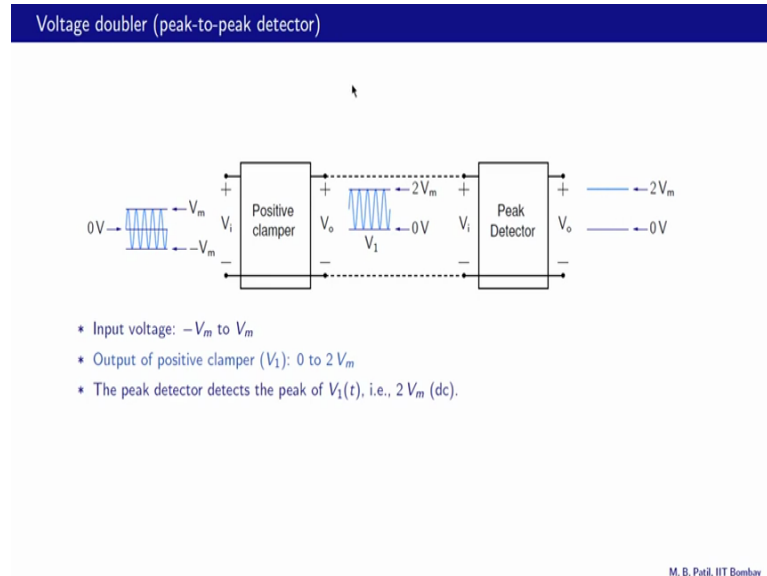 Voltage doubler (peak-to-peak detector)
0 V
Vm
−Vm
+
Vi
−
Positive
clamper
+
Vo
−
2 Vm
0 V
V1
+
Vi
−
Peak
Detector
+
Vo
−
2 Vm
0 V
* Input voltage: −Vm to Vm
* Output of positive clamper (V1): 0 to 2 Vm
* The peak detector detects the peak of V1(t), i.e., 2 Vm (dc).
M. B. Patil, IIT Bombay